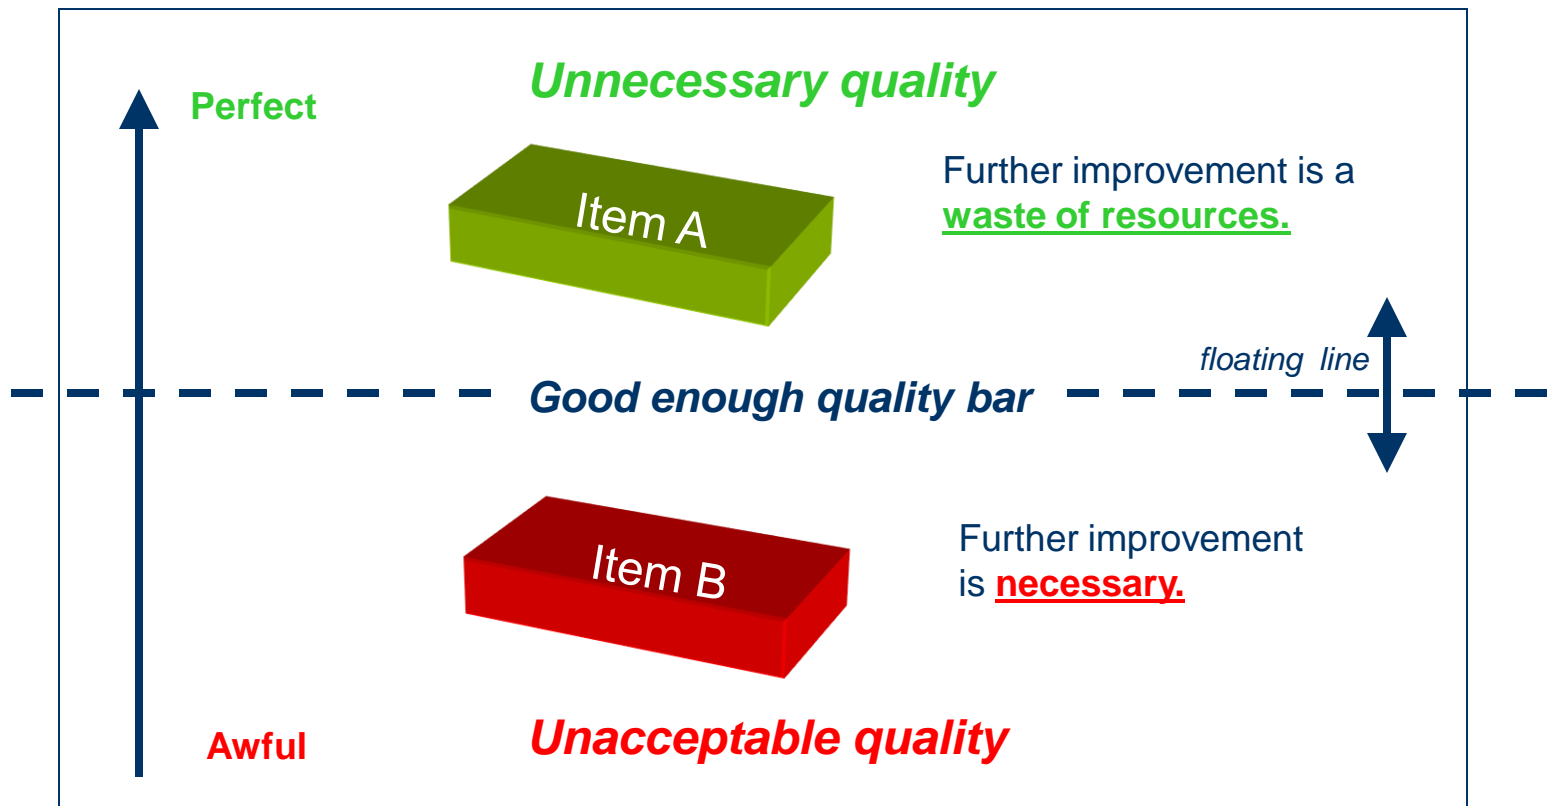 Unnecessary quality
Perfect
Further improvement is a
waste of resources.
Item A
floating line
Good enough quality bar
Further improvement
is necessary.
Item B
Unacceptable quality
Awful